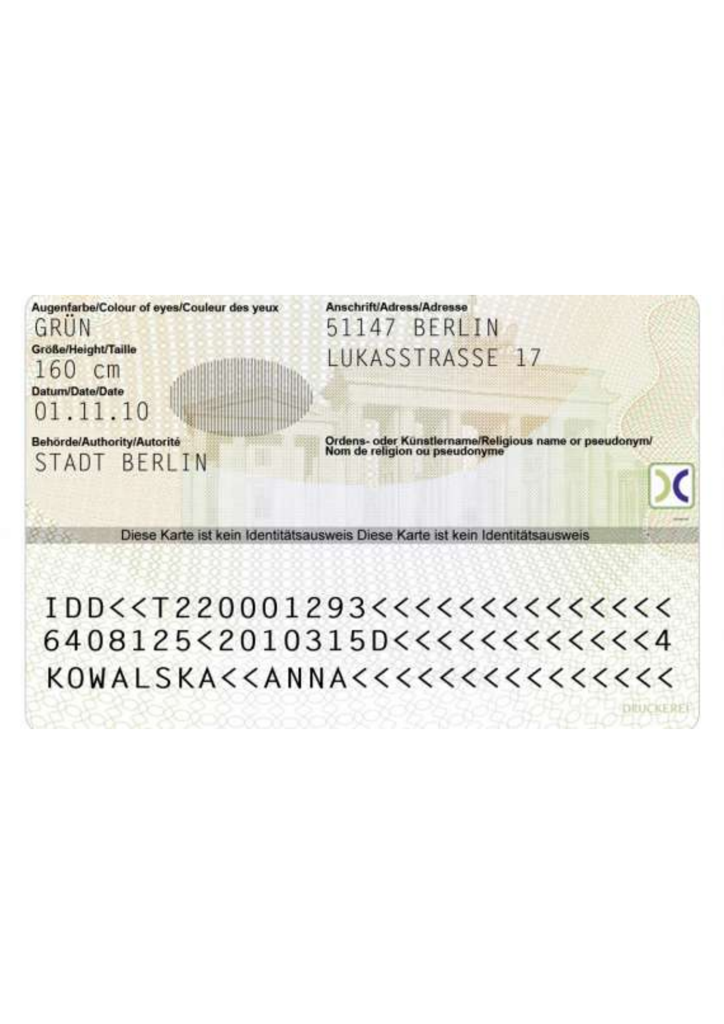 Augenfarbe/Colour of eyes/Couleur des yeux
GRÜN
Größe/Height/Taille
160 cm
Datum/Date/Date
01.11.10
Behörde/Authority/Autorité
STADT BERLIN
Anschrift/Adress/Adresse
51147 BERLIN
LUKASSTRASSE 17
Ordens- oder Künstlername/Religious name or pseudonym/
Nom de religion ou pseudonyme
Diese Karte ist kein Identitätsausweis Diese Karte ist kein Identitätsausweis
IDD<<T220001293<<<<<<<<<<<<<<<
6408125<2010315D<<<<<<<<<<<<<4
KOWALSKA<<ANNA<<<<<<<<<<<<<<<<
DRUCKEREI